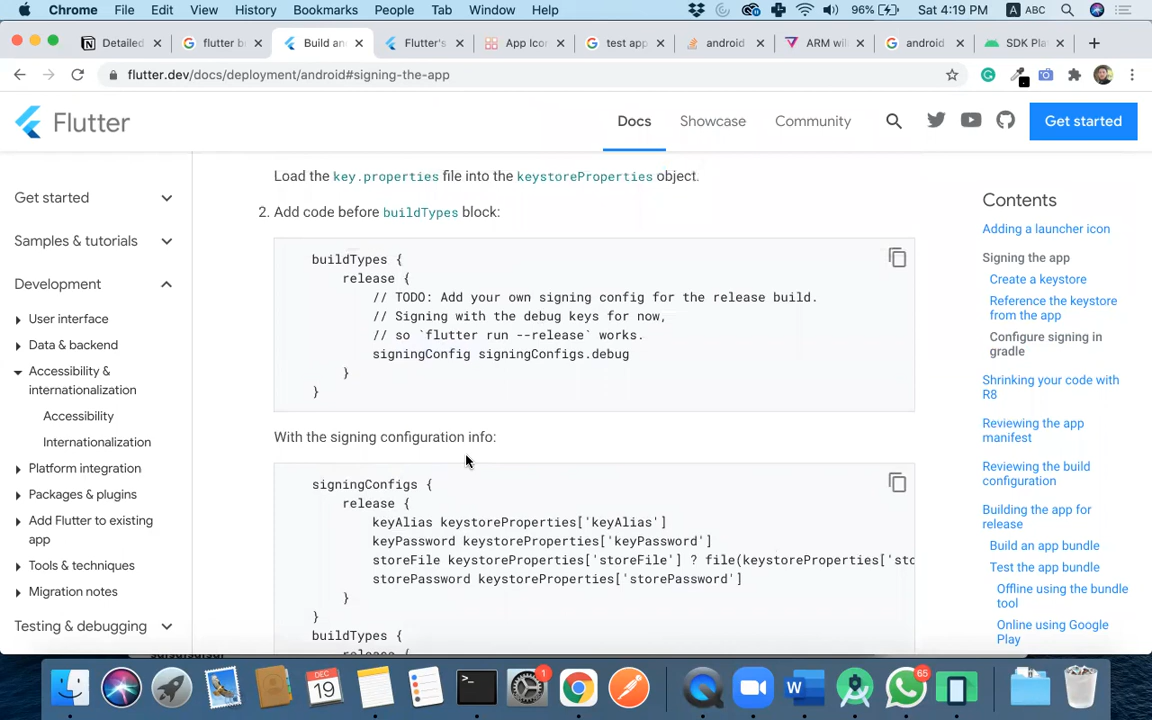 Chrome File Edit View History Bookmarks People Tab Window Help 96% Sat 4:19 PM A ABC
Detailed flutter b Build an Flutter's App Ico test app android ARM wi android SDK Pla
flutter.dev/docs/deployment/android#signing-the-app
Flutter Docs Showcase Community Get started
Load the key.properties file into the keystoreProperties object.
2. Add code before buildTypes block:
buildTypes {
release {
// TODO: Add your own signing config for the release build.
// Signing with the debug keys for now,
// so `flutter run --release` works.
signingConfig signingConfigs.debug
}
}
With the signing configuration info:
signingConfigs {
release {
keyAlias keystoreProperties['keyAlias']
keyPassword keystoreProperties['keyPassword']
storeFile keystoreProperties['storeFile'] ? file(keystoreProperties['sto
storePassword keystoreProperties['storePassword']
}
}
buildTypes {
Get started
Samples & tutorials
Development
User interface
Data & backend
Accessibility &
internationalization
Accessibility
Internationalization
Platform integration
Packages & plugins
Add Flutter to existing
app
Tools & techniques
Migration notes
Testing & debugging
Contents
Adding a launcher icon
Signing the app
Create a keystore
Reference the keystore
from the app
Configure signing in
gradle
Shrinking your code with
R8
Reviewing the app
manifest
Reviewing the build
configuration
Building the app for
release
Build an app bundle
Test the app bundle
Offline using the bundle
tool
Online using Google
Play
DEC
19
1
65